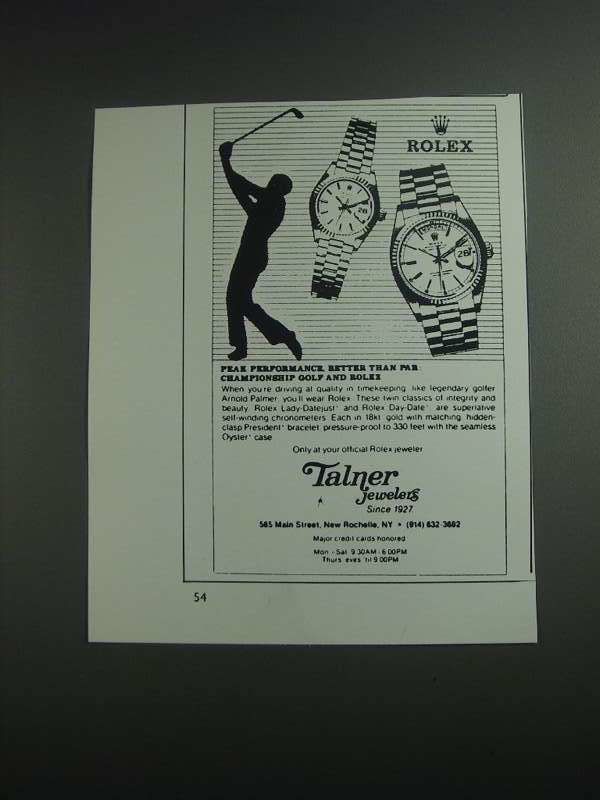 ROLEX
PEAK PERFORMANCE, BETTER THAN PAR:
CHAMPIONSHIP GOLF AND ROLEX
When you're driving at quality in timekeeping, like legendary golfer
Arnold Palmer, you'll wear Rolex. These twin classics of integrity and
beauty, Rolex Lady-Datejust* and Rolex Day-Date* are superlative
self-winding chronometers. Each in 18kt. gold with matching hidden-
clasp President* bracelet, pressure-proof to 330 feet with the seamless
Oyster* case.
Only at your official Rolex jeweler
Talner
jewelers
Since 1927
565 Main Street, New Rochelle, NY • (914) 632-3692
Major credit cards honored
Mon - Sat 9:30AM - 6:00PM
Thurs eves 'til 9:00PM
54